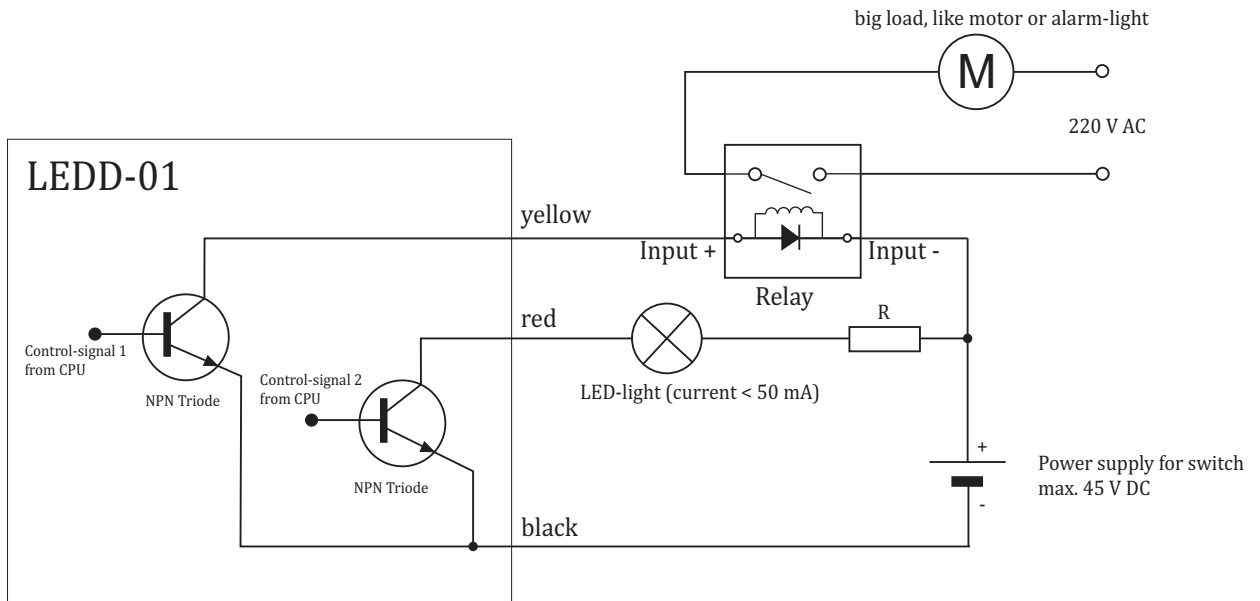 big load, like motor or alarm-light
M
220 V AC
LEDD-01
yellow
Input +
Input -
Relay
red
R
Control-signal 1
from CPU
LED-light (current < 50 mA)
Control-signal 2
from CPU
NPN Triode
NPN Triode
+
Power supply for switch
max. 45 V DC
-
black